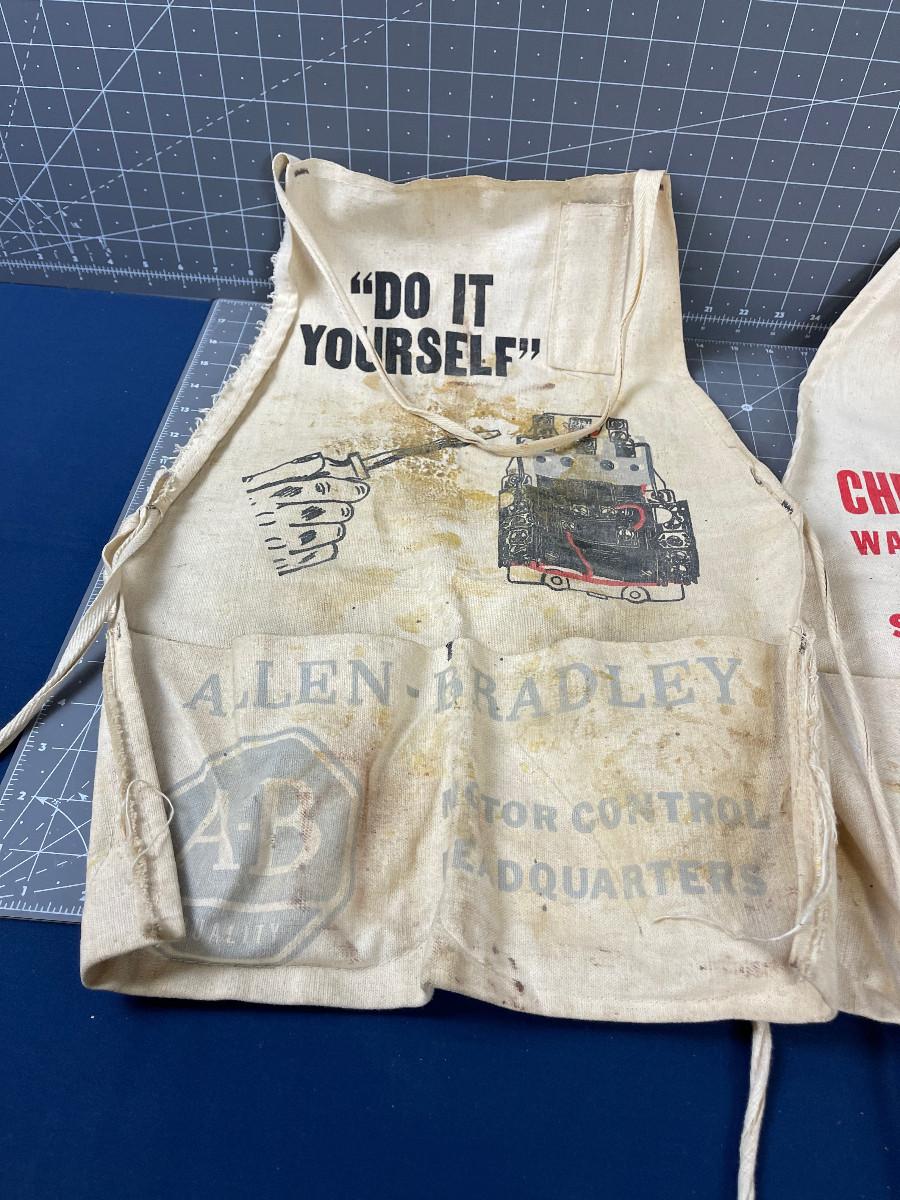 “DO IT
YOURSELF”
ALLEN-BRADLEY
A-B
MOTOR CONTROL
HEADQUARTERS